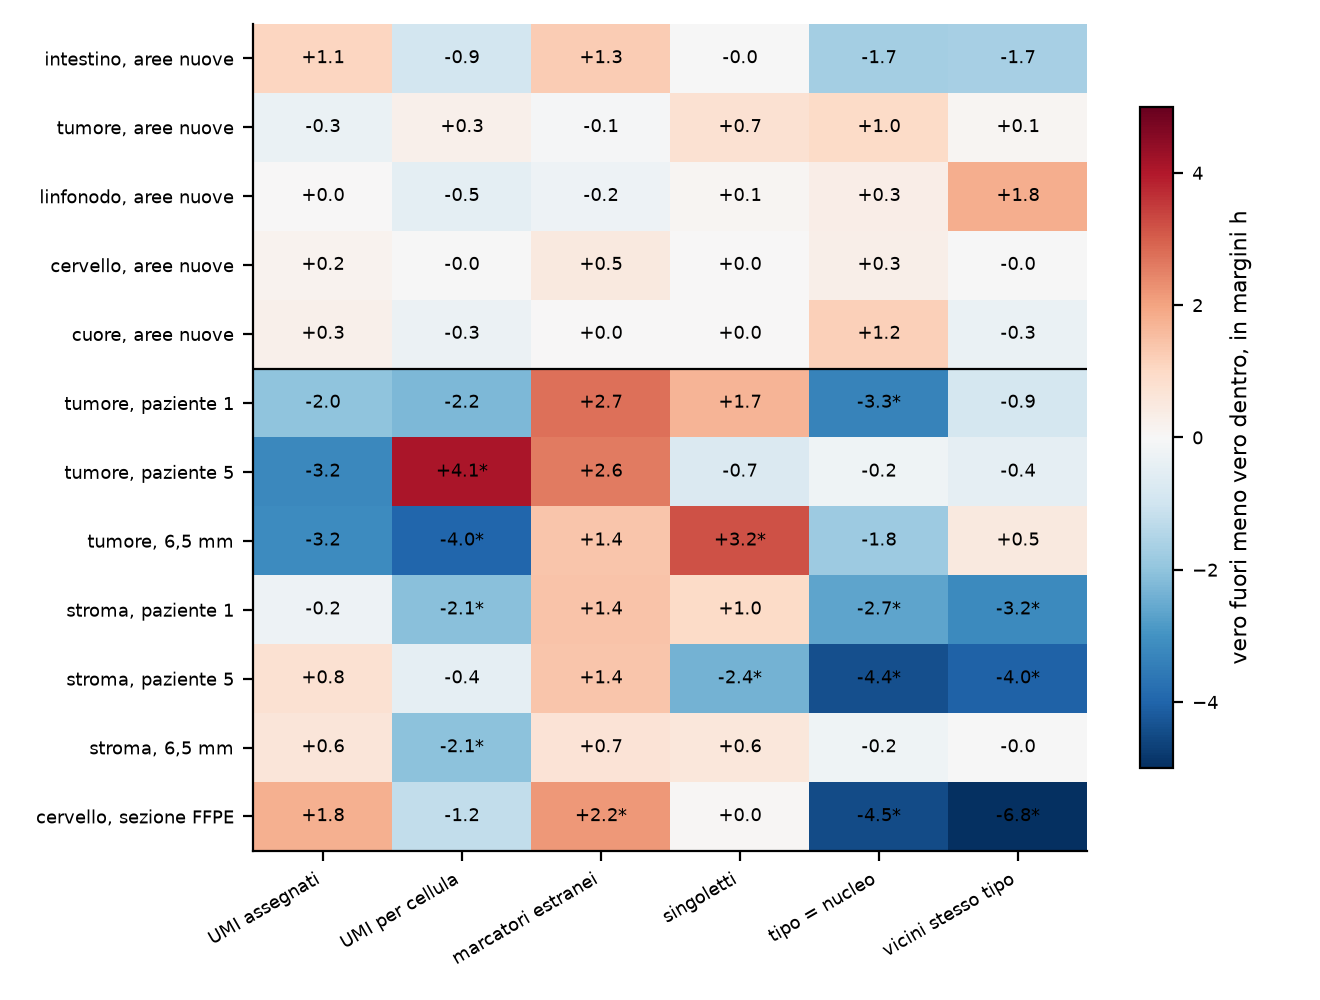 intestino, aree nuove +1.1 -0.9 +1.3 -0.0 -1.7 -1.7
tumore, aree nuove -0.3 +0.3 -0.1 +0.7 +1.0 +0.1
linfonodo, aree nuove +0.0 -0.5 -0.2 +0.1 +0.3 +1.8
cervello, aree nuove +0.2 -0.0 +0.5 +0.0 +0.3 -0.0
cuore, aree nuove +0.3 -0.3 +0.0 +0.0 +1.2 -0.3
tumore, paziente 1 -2.0 -2.2 +2.7 +1.7 -3.3* -0.9
tumore, paziente 5 -3.2 +4.1* +2.6 -0.7 -0.2 -0.4
tumore, 6,5 mm -3.2 -4.0* +1.4 +3.2* -1.8 +0.5
stroma, paziente 1 -0.2 -2.1* +1.4 +1.0 -2.7* -3.2*
stroma, paziente 5 +0.8 -0.4 +1.4 -2.4* -4.4* -4.0*
stroma, 6,5 mm +0.6 -2.1* +0.7 +0.6 -0.2 -0.0
cervello, sezione FFPE +1.8 -1.2 +2.2* +0.0 -4.5* -6.8*
UMI assegnati
UMI per cellula
marcatori estranei
singoletti
tipo = nucleo
vicini stesso tipo
4
2
0
−2
−4
vero fuori meno vero dentro, in margini h